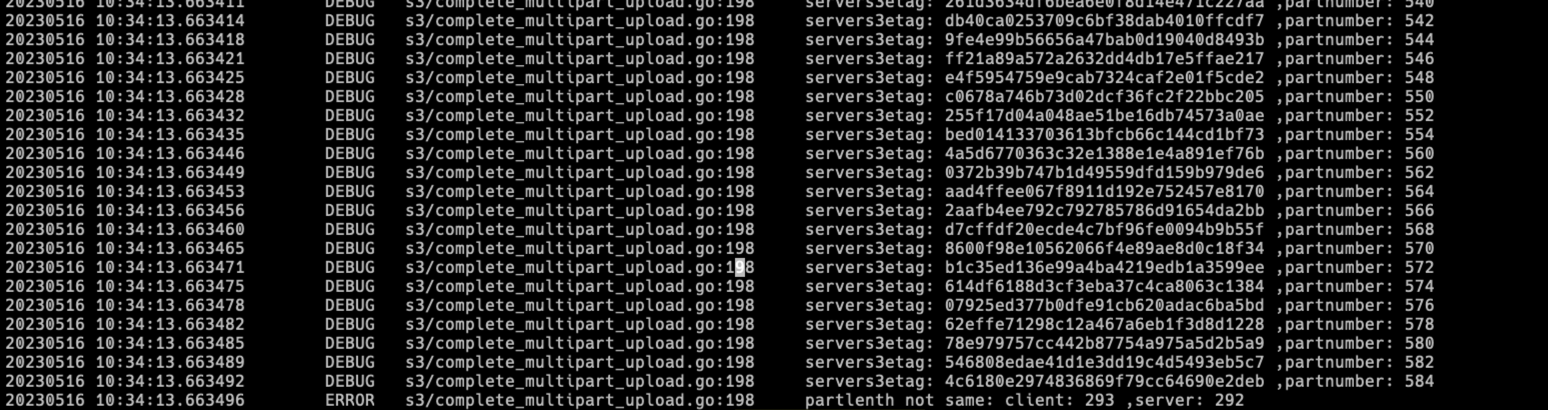 20230516 10:34:13.663411 DEBUG s3/complete_multipart_upload.go:198 servers3etag: 261d3634df6bea6e0f8d14e471c227aa ,partnumber: 540
20230516 10:34:13.663414 DEBUG s3/complete_multipart_upload.go:198 servers3etag: db40ca0253709c6bf38dab4010ffcdf7 ,partnumber: 542
20230516 10:34:13.663418 DEBUG s3/complete_multipart_upload.go:198 servers3etag: 9fe4e99b56656a47bab0d19040d8493b ,partnumber: 544
20230516 10:34:13.663421 DEBUG s3/complete_multipart_upload.go:198 servers3etag: ff21a89a572a2632dd4db17e5ffae217 ,partnumber: 546
20230516 10:34:13.663425 DEBUG s3/complete_multipart_upload.go:198 servers3etag: e4f5954759e9cab7324caf2e01f5cde2 ,partnumber: 548
20230516 10:34:13.663428 DEBUG s3/complete_multipart_upload.go:198 servers3etag: c0678a746b73d02dcf36fc2f22bbc205 ,partnumber: 550
20230516 10:34:13.663432 DEBUG s3/complete_multipart_upload.go:198 servers3etag: 255f17d04a048ae51be16db74573a0ae ,partnumber: 552
20230516 10:34:13.663435 DEBUG s3/complete_multipart_upload.go:198 servers3etag: bed014133703613bfcb66c144cd1bf73 ,partnumber: 554
20230516 10:34:13.663446 DEBUG s3/complete_multipart_upload.go:198 servers3etag: 4a5d6770363c32e1388e1e4a891ef76b ,partnumber: 560
20230516 10:34:13.663449 DEBUG s3/complete_multipart_upload.go:198 servers3etag: 0372b39b747b1d49559dfd159b979de6 ,partnumber: 562
20230516 10:34:13.663453 DEBUG s3/complete_multipart_upload.go:198 servers3etag: aad4ffee067f8911d192e752457e8170 ,partnumber: 564
20230516 10:34:13.663456 DEBUG s3/complete_multipart_upload.go:198 servers3etag: 2aafb4ee792c792785786d91654da2bb ,partnumber: 566
20230516 10:34:13.663460 DEBUG s3/complete_multipart_upload.go:198 servers3etag: d7cffdf20ecde4c7bf96fe0094b9b55f ,partnumber: 568
20230516 10:34:13.663465 DEBUG s3/complete_multipart_upload.go:198 servers3etag: 8600f98e10562066f4e89ae8d0c18f34 ,partnumber: 570
20230516 10:34:13.663471 DEBUG s3/complete_multipart_upload.go:198 servers3etag: b1c35ed136e99a4ba4219edb1a3599ee ,partnumber: 572
20230516 10:34:13.663475 DEBUG s3/complete_multipart_upload.go:198 servers3etag: 614df6188d3cf3eba37c4ca8063c1384 ,partnumber: 574
20230516 10:34:13.663478 DEBUG s3/complete_multipart_upload.go:198 servers3etag: 07925ed377b0dfe91cb620adac6ba5bd ,partnumber: 576
20230516 10:34:13.663482 DEBUG s3/complete_multipart_upload.go:198 servers3etag: 62effe71298c12a467a6eb1f3d8d1228 ,partnumber: 578
20230516 10:34:13.663485 DEBUG s3/complete_multipart_upload.go:198 servers3etag: 78e979757cc442b87754a975a5d2b5a9 ,partnumber: 580
20230516 10:34:13.663489 DEBUG s3/complete_multipart_upload.go:198 servers3etag: 546808edae41d1e3dd19c4d5493eb5c7 ,partnumber: 582
20230516 10:34:13.663492 DEBUG s3/complete_multipart_upload.go:198 servers3etag: 4c6180e2974836869f79cc64690e2deb ,partnumber: 584
20230516 10:34:13.663496 ERROR s3/complete_multipart_upload.go:198 partlenth not same: client: 293 ,server: 292